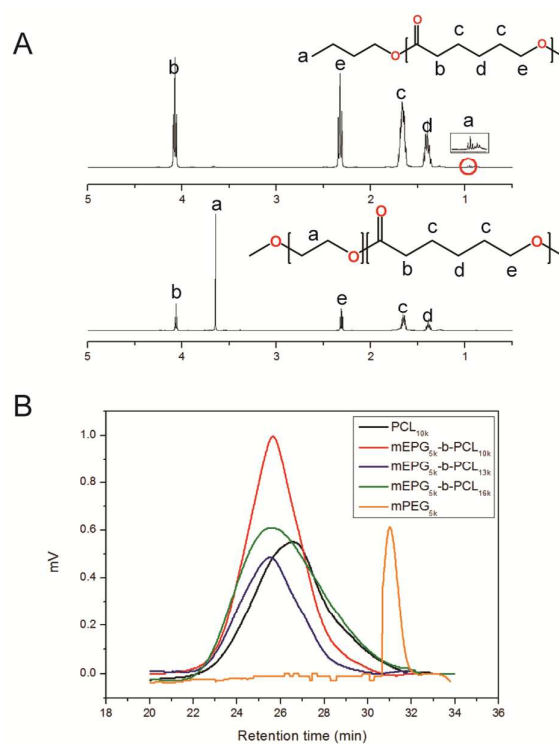 A
O
c
c
a
O
b
d
e
O
b
e
c
d
a
5
4
3
2
1
a
O
O
a
O
c
c
O
b
d
e
b
e
c
d
5
4
3
2
1
B
PCL10k
mEPG5k-b-PCL10k
mEPG5k-b-PCL13k
mEPG5k-b-PCL16k
mPEG5k
mV
1.0
0.8
0.6
0.4
0.2
0.0
18 20 22 24 26 28 30 32 34 36
Retention time (min)